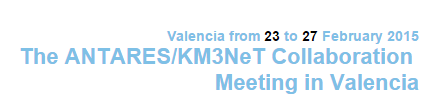 Valencia from 23 to 27 February 2015
The ANTARES/KM3NeT Collaboration
Meeting in Valencia